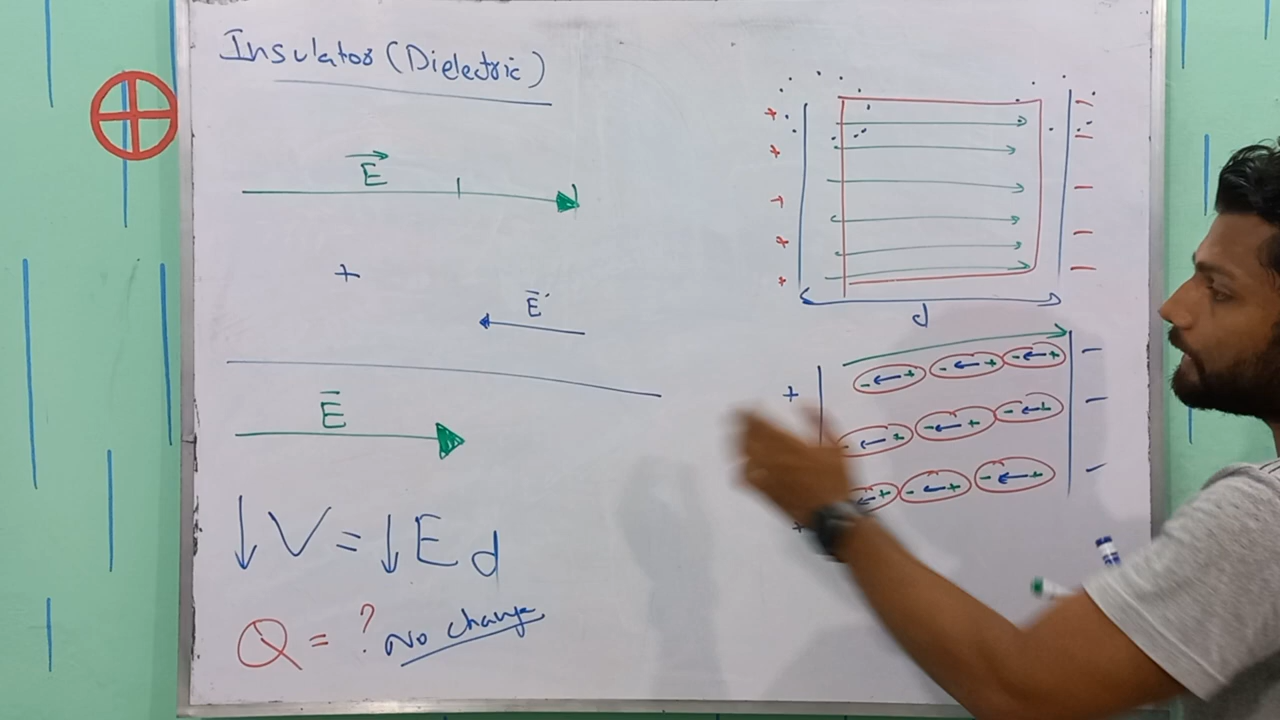 Insulator (Dielectric)
E
+
E'
E
↓V = ↓Ed
Q = ? No change
+ + + + +
- - - - -
d
+ +
- - -
- + - + - +
- + - + - +
+ - + - +